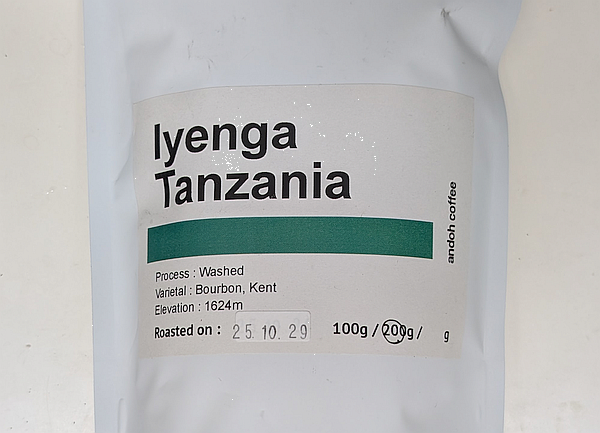 Iyenga
Tanzania
andoh coffee
Process : Washed
Varietal : Bourbon, Kent
Elevation : 1624m
Roasted on : 25. 10. 29 100g / 200g / g